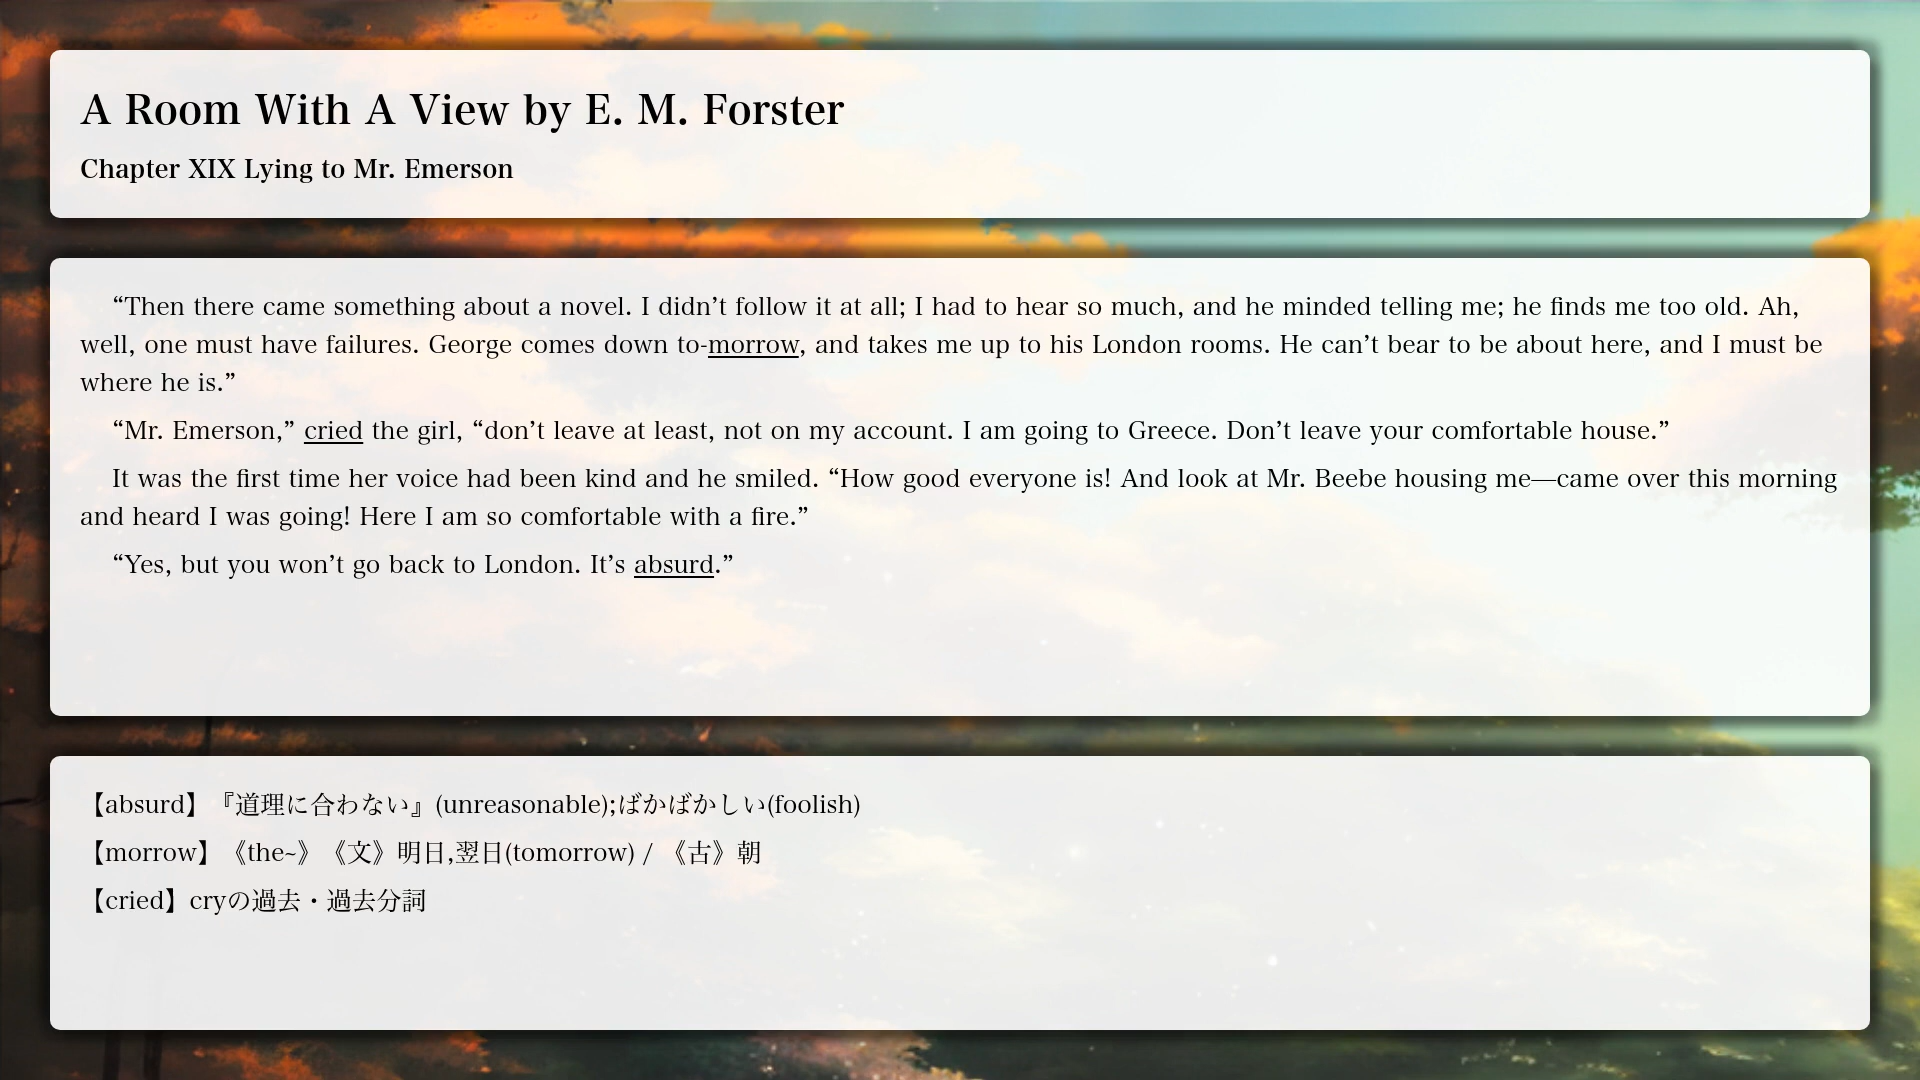 A Room With A View by E. M. Forster
Chapter XIX Lying to Mr. Emerson
“Then there came something about a novel. I didn’t follow it at all; I had to hear so much, and he minded telling me; he finds me too old. Ah,
well, one must have failures. George comes down to-morrow, and takes me up to his London rooms. He can’t bear to be about here, and I must be
where he is.”
“Mr. Emerson,” cried the girl, “don’t leave at least, not on my account. I am going to Greece. Don’t leave your comfortable house.”
It was the first time her voice had been kind and he smiled. “How good everyone is! And look at Mr. Beebe housing me—came over this morning
and heard I was going! Here I am so comfortable with a fire.”
“Yes, but you won’t go back to London. It’s absurd.”
【absurd】『道理に合わない』(unreasonable);ばかばかしい(foolish)
【morrow】《the~》《文》明日,翌日(tomorrow) / 《古》朝
【cried】cryの過去・過去分詞